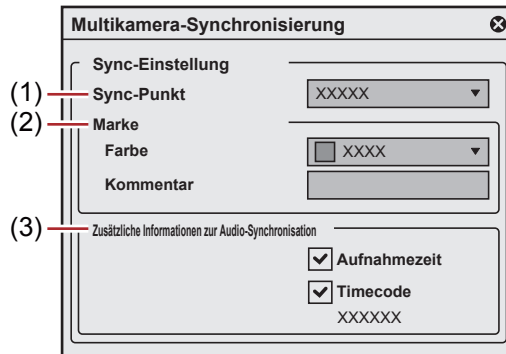 Multikamera-Synchronisierung
Sync-Einstellung
(1) Sync-Punkt XXXXX
(2) Marke
Farbe XXXX
Kommentar
(3) Zusätzliche Informationen zur Audio-Synchronisation
Aufnahmezeit
Timecode
XXXXXX